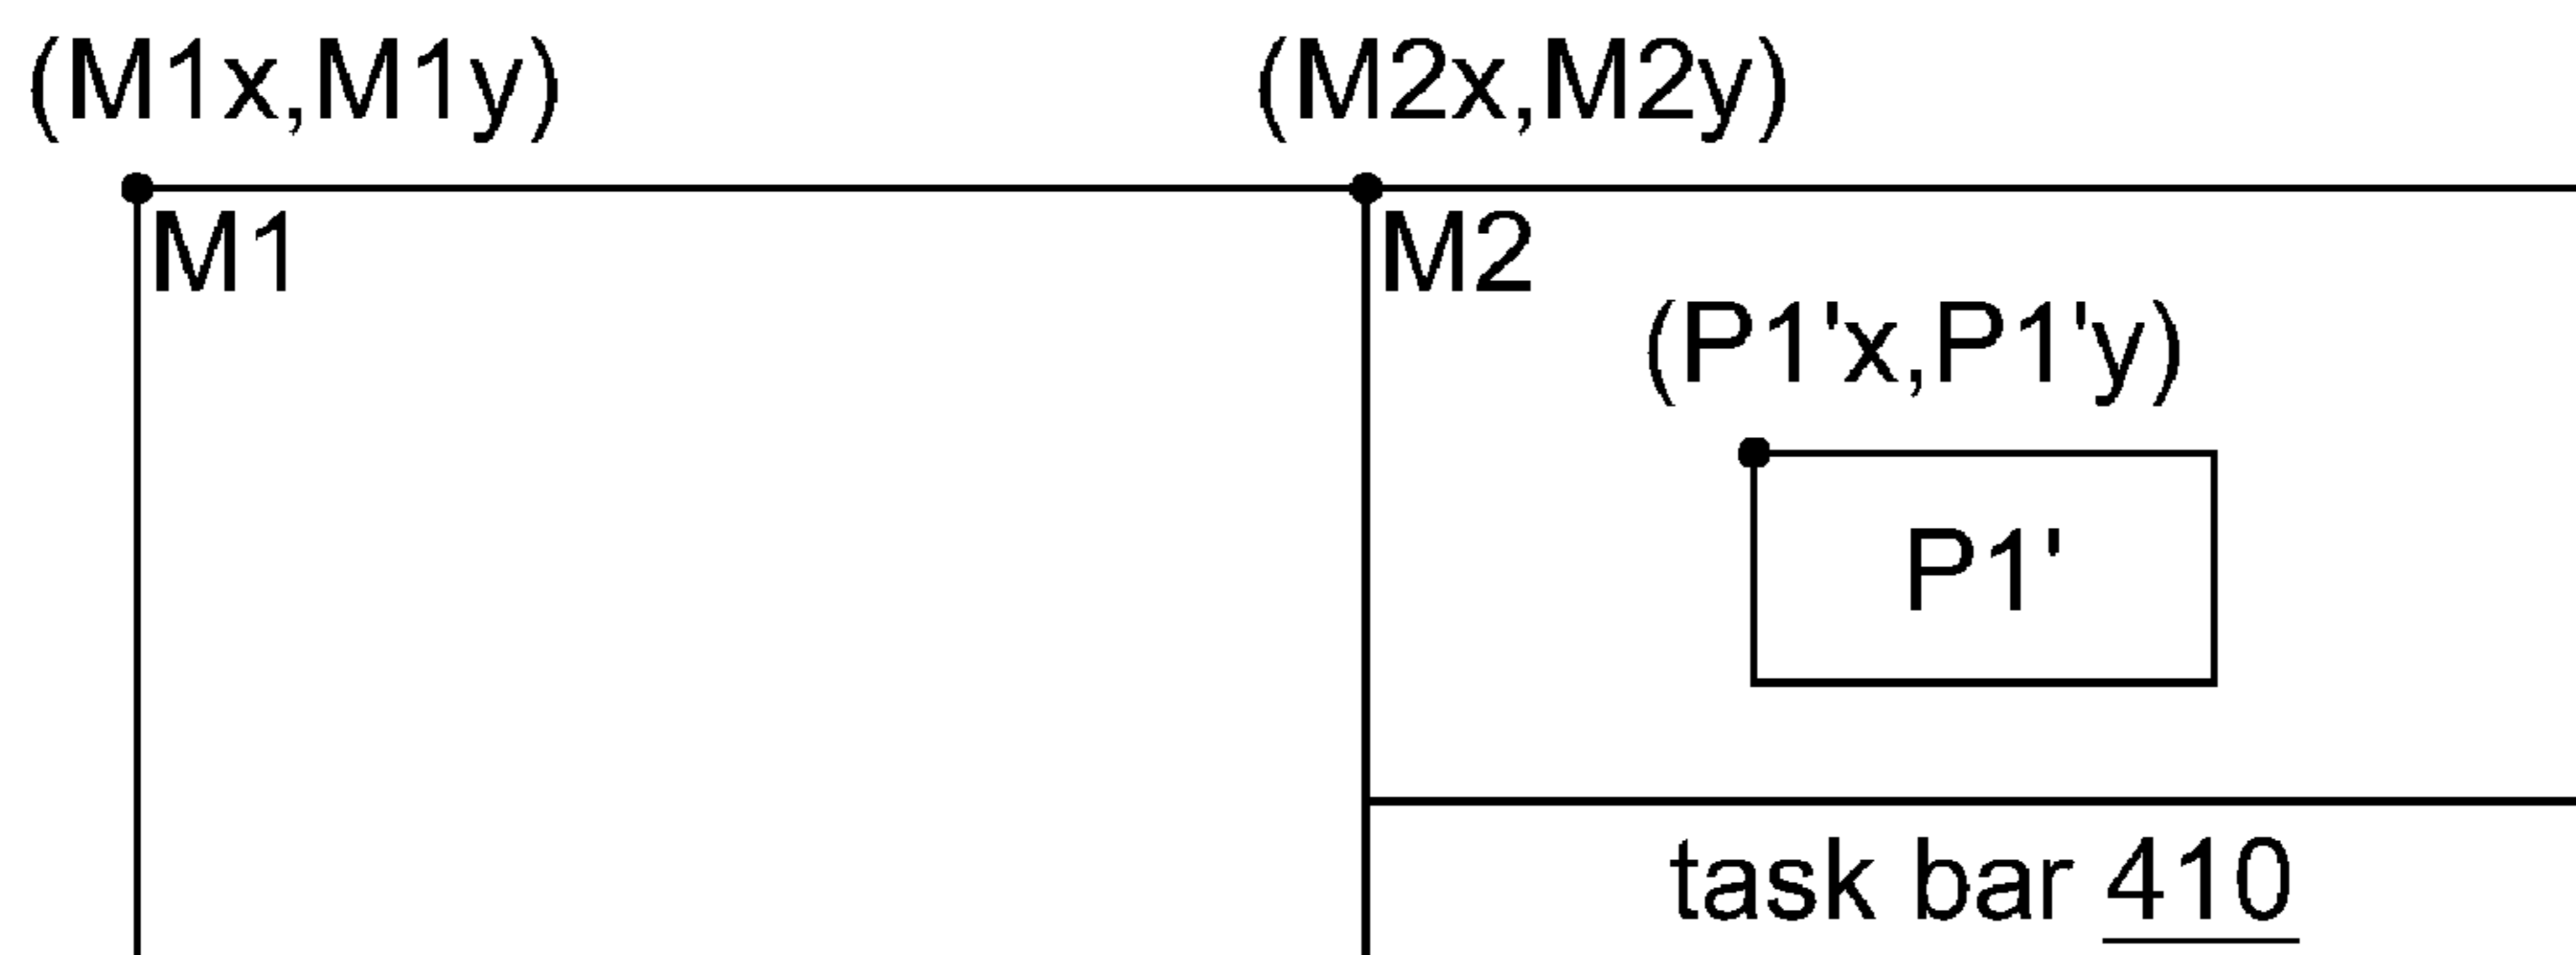 (M1x,M1y)
(M2x,M2y)
M1
M2
(P1'x,P1'y)
P1'
task bar 410